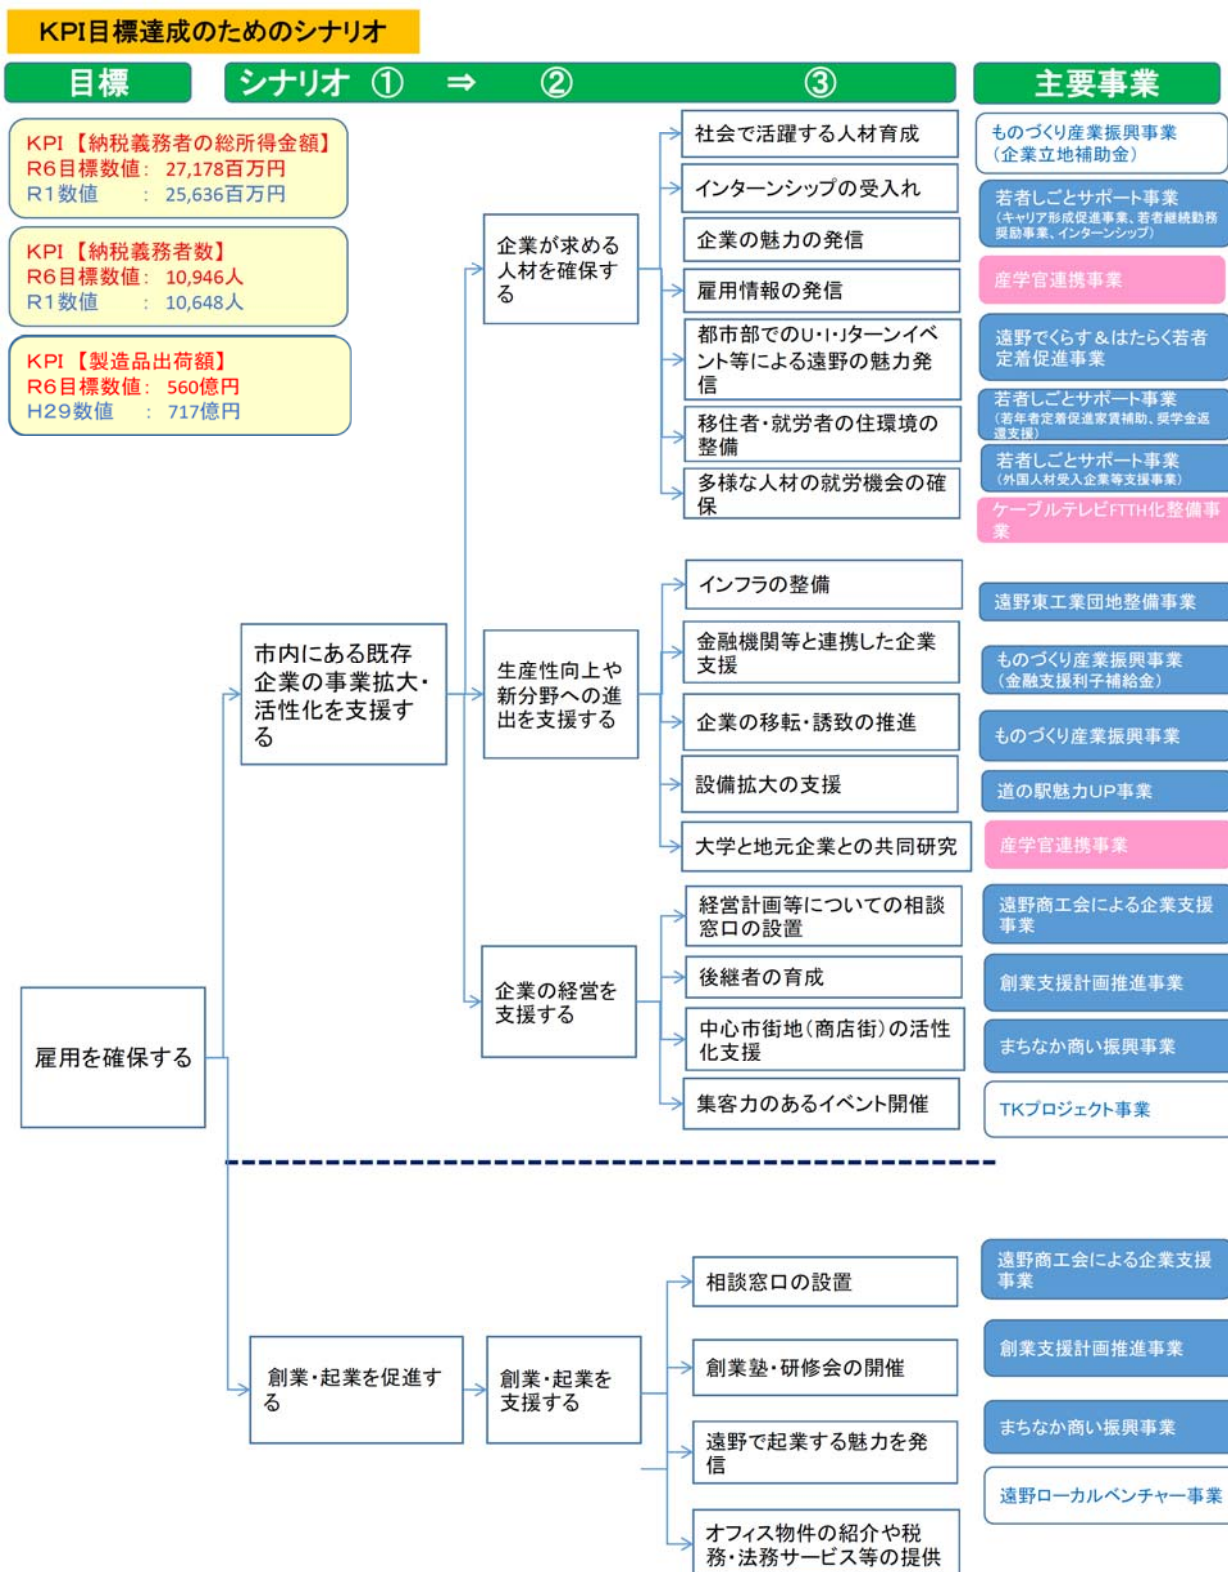 KPI目標達成のためのシナリオ
目標
シナリオ ① ⇒ ② ③
主要事業
KPI 【納税義務者の総所得金額】
R6目標数値： 27,178百万円
R1数値 ： 25,636百万円
KPI 【納税義務者数】
R6目標数値： 10,946人
R1数値 ： 10,648人
KPI 【製造品出荷額】
R6目標数値： 560億円
H29数値 ： 717億円
雇用を確保する
市内にある既存
企業の事業拡大・
活性化を支援す
る
企業が求める
人材を確保す
る
社会で活躍する人材育成
インターンシップの受入れ
企業の魅力の発信
雇用情報の発信
都市部でのU・I・Jターンイベ
ント等による遠野の魅力発
信
移住者・就労者の住環境の
整備
多様な人材の就労機会の確
保
ものづくり産業振興事業
（企業立地補助金）
若者しごとサポート事業
（キャリア形成促進事業、若者継続勤務
奨励事業、インターンシップ）
産学官連携事業
遠野でくらす＆はたらく若者
定着促進事業
若者しごとサポート事業
（若年者定着促進家賃補助、奨学金返
還支援）
若者しごとサポート事業
（外国人材受入企業等支援事業）
ケーブルテレビFTTH化整備事
業
生産性向上や
新分野への進
出を支援する
インフラの整備
金融機関等と連携した企業
支援
企業の移転・誘致の推進
設備拡大の支援
大学と地元企業との共同研究
遠野東工業団地整備事業
ものづくり産業振興事業
（金融支援利子補給金）
ものづくり産業振興事業
道の駅魅力UP事業
産学官連携事業
企業の経営を
支援する
経営計画等についての相談
窓口の設置
後継者の育成
中心市街地（商店街）の活性
化支援
集客力のあるイベント開催
遠野商工会による企業支援
事業
創業支援計画推進事業
まちなか商い振興事業
TKプロジェクト事業
創業・起業を促進す
る
創業・起業を
支援する
相談窓口の設置
創業塾・研修会の開催
遠野で起業する魅力を発
信
オフィス物件の紹介や税
務・法務サービス等の提供
遠野商工会による企業支援
事業
創業支援計画推進事業
まちなか商い振興事業
遠野ローカルベンチャー事業